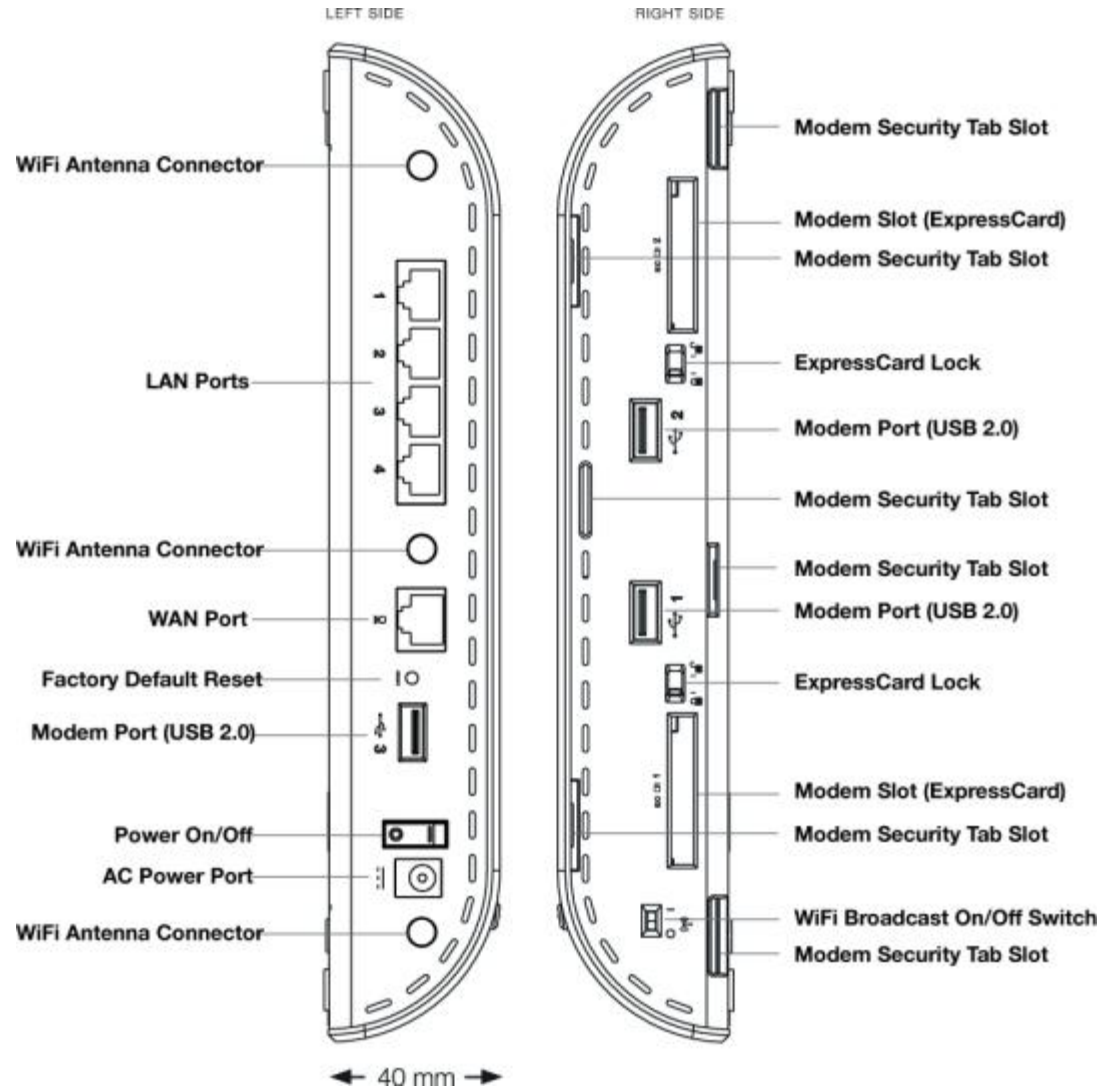 LEFT SIDE
WiFi Antenna Connector
1
2
LAN Ports
3
4
WiFi Antenna Connector
WAN Port
Factory Default Reset
Modem Port (USB 2.0)
3
Power On/Off
AC Power Port
WiFi Antenna Connector
40 mm
RIGHT SIDE
Modem Security Tab Slot
Modem Slot (ExpressCard)
2
Modem Security Tab Slot
ExpressCard Lock
2
Modem Port (USB 2.0)
Modem Security Tab Slot
Modem Security Tab Slot
1
Modem Port (USB 2.0)
ExpressCard Lock
1
Modem Slot (ExpressCard)
Modem Security Tab Slot
WiFi Broadcast On/Off Switch
Modem Security Tab Slot